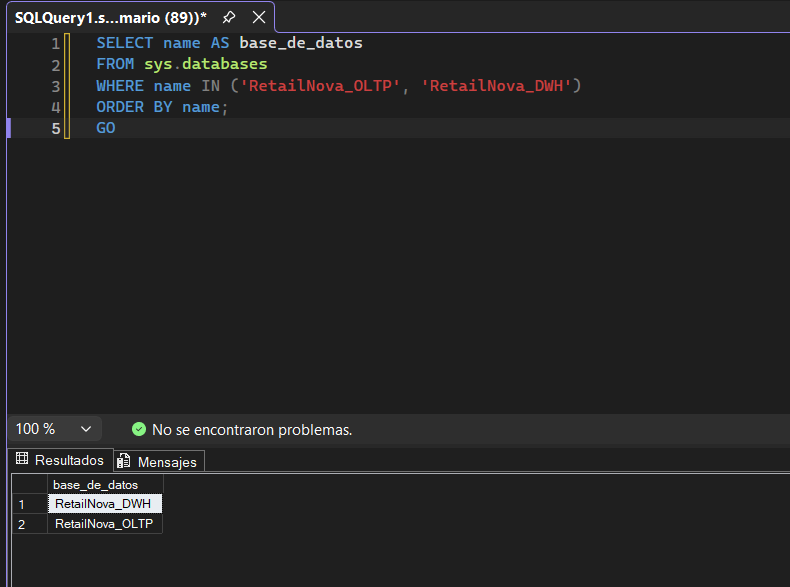 SQLQuery1.s...mario (89))*
1 SELECT name AS base_de_datos
2 FROM sys.databases
3 WHERE name IN ('RetailNova_OLTP', 'RetailNova_DWH')
4 ORDER BY name;
5 GO
100 % No se encontraron problemas.
Resultados Mensajes
base_de_datos
1 RetailNova_DWH
2 RetailNova_OLTP